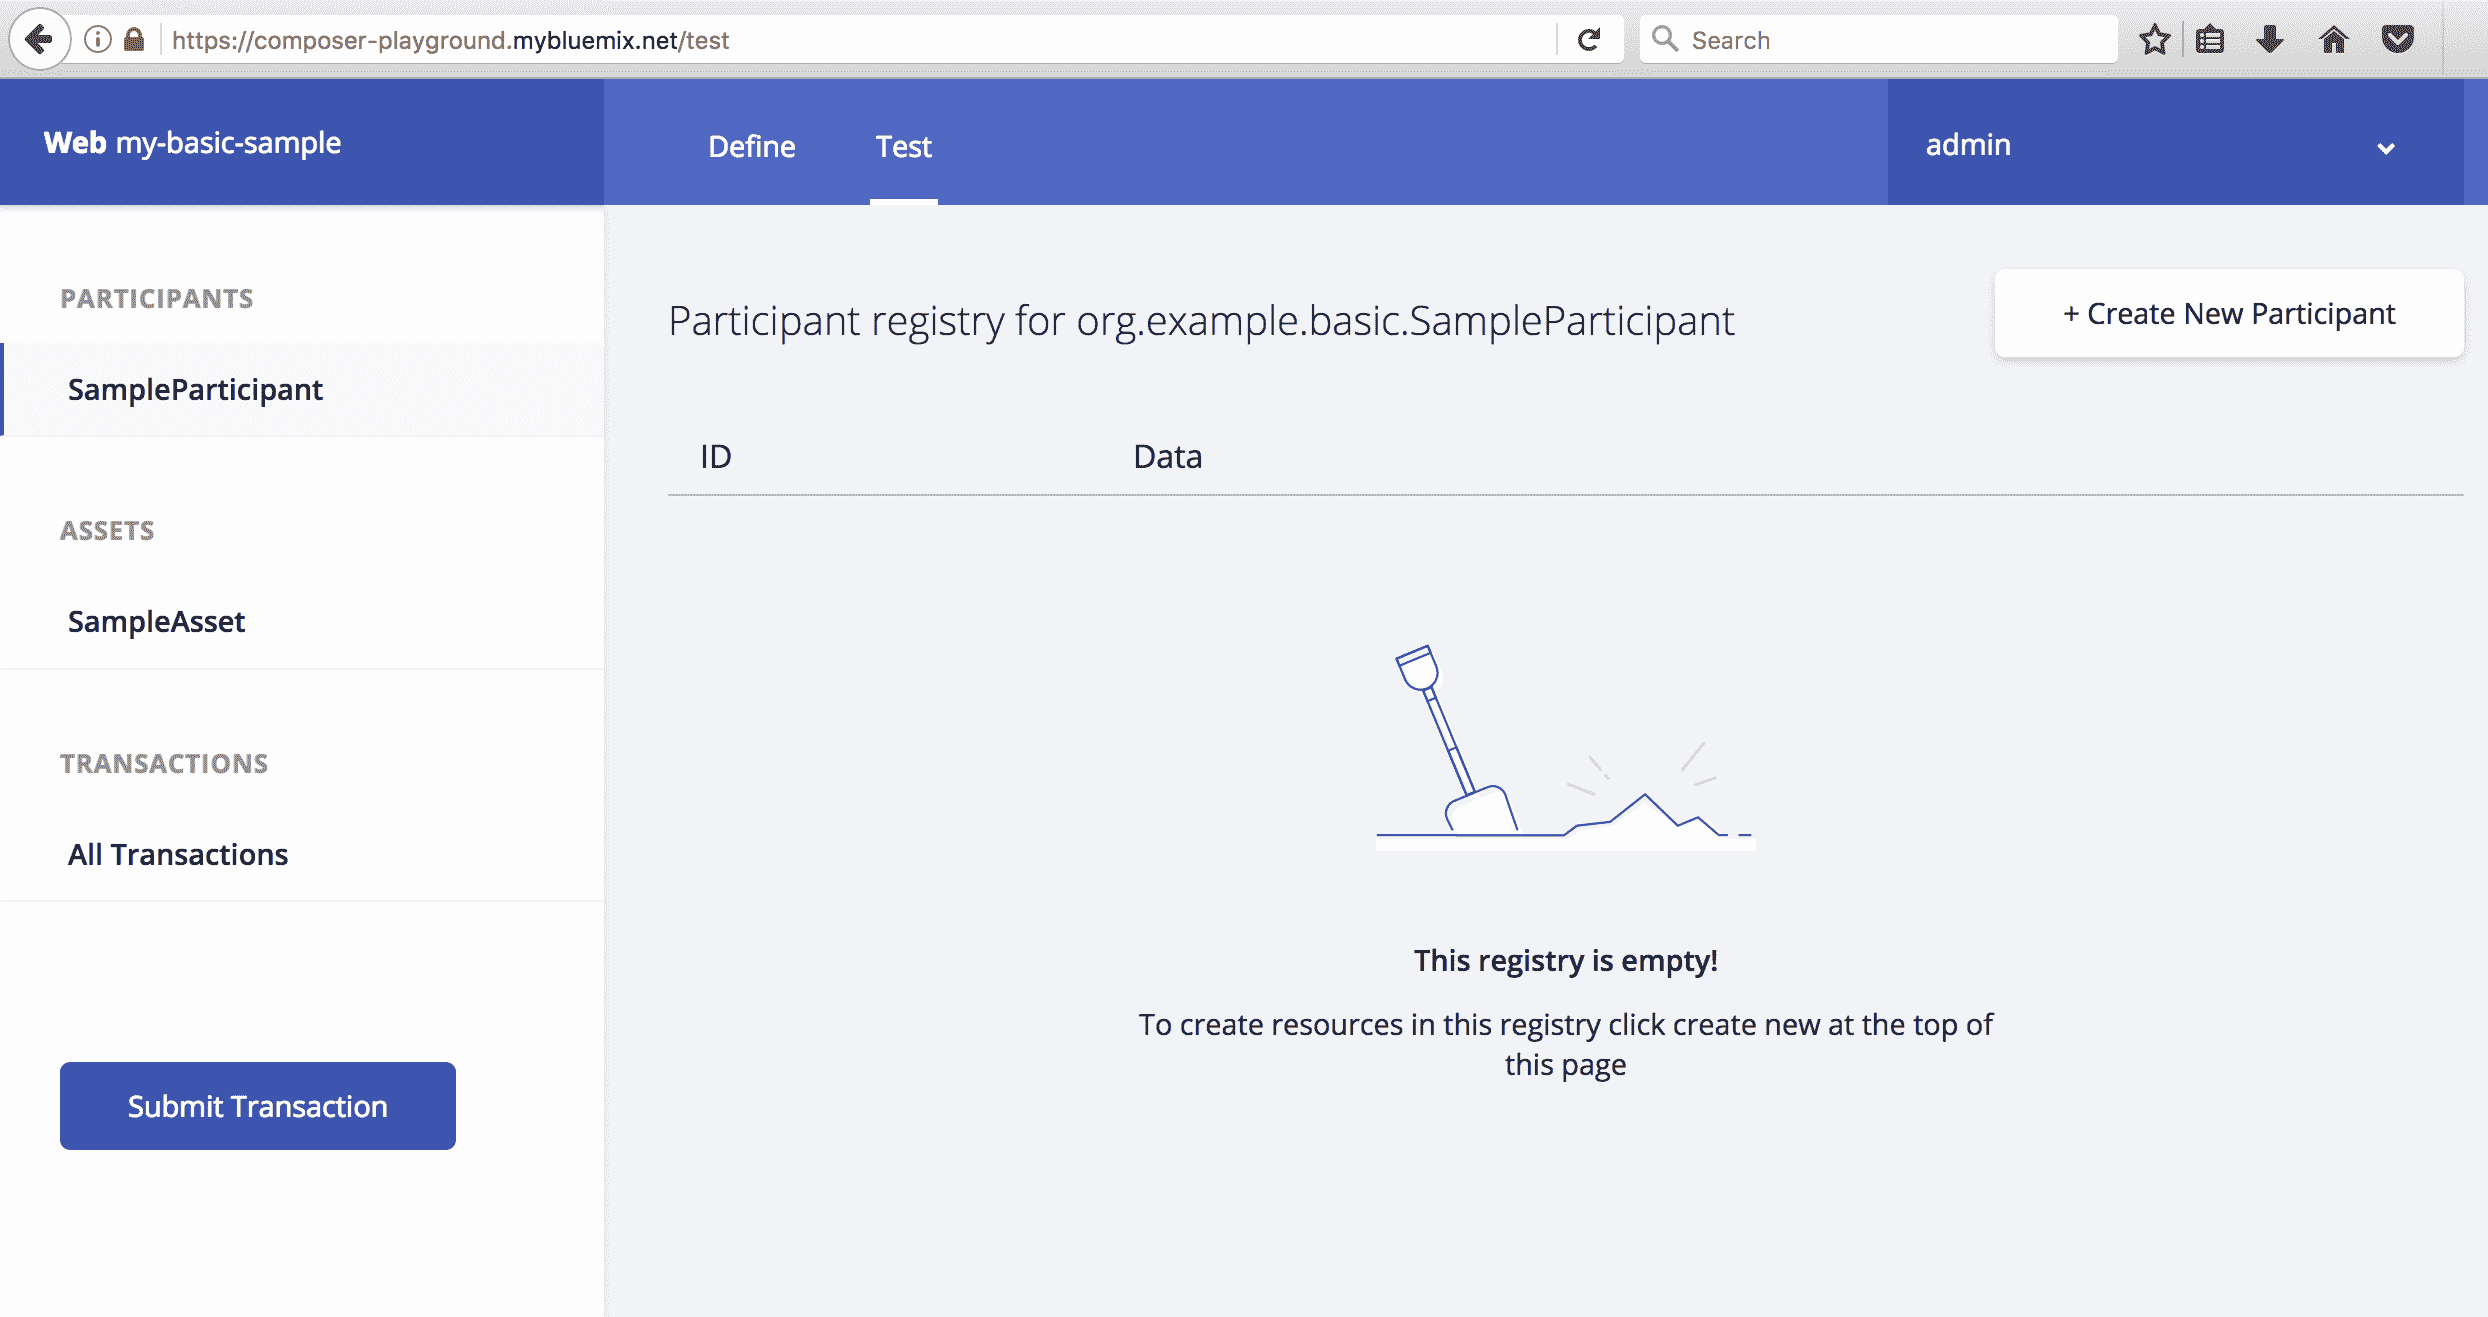 https://composer-playground.mybluemix.net/test
Search
Web my-basic-sample
Define
Test
admin
PARTICIPANTS
SampleParticipant
ASSETS
SampleAsset
TRANSACTIONS
All Transactions
Submit Transaction
Participant registry for org.example.basic.SampleParticipant
+ Create New Participant
ID
Data
This registry is empty!
To create resources in this registry click create new at the top of
this page